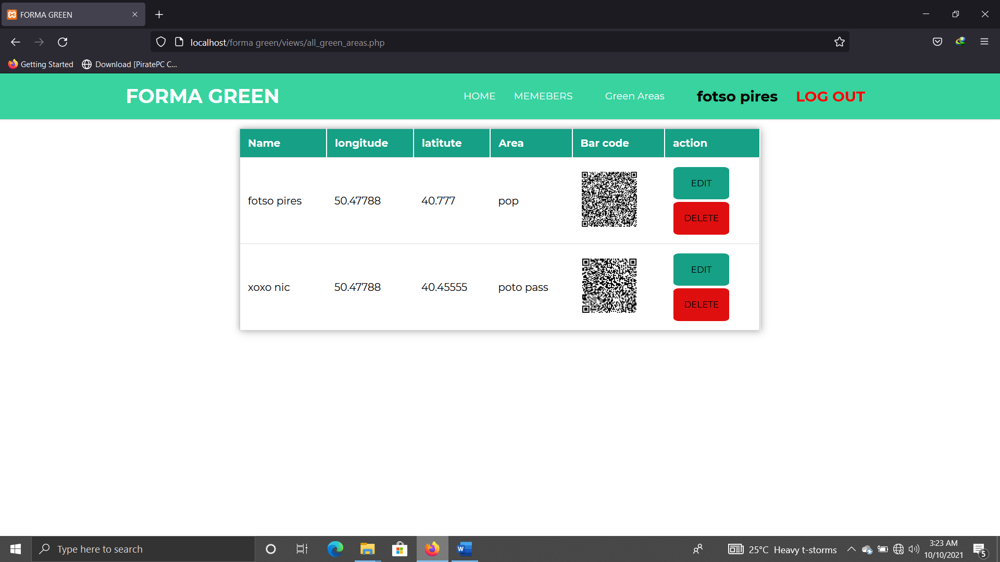 FORMA GREEN
localhost/forma green/views/all_green_areas.php
Getting Started Download [PiratePC C...
FORMA GREEN HOME MEMEBERS Green Areas fotso pires LOG OUT
Name longitude latitute Area Bar code action
fotso pires 50.47788 40.777 pop EDIT
DELETE
xoxo nic 50.47788 40.45555 poto pass EDIT
DELETE
Type here to search 25°C Heavy t-storms 3:23 AM
10/10/2021 5